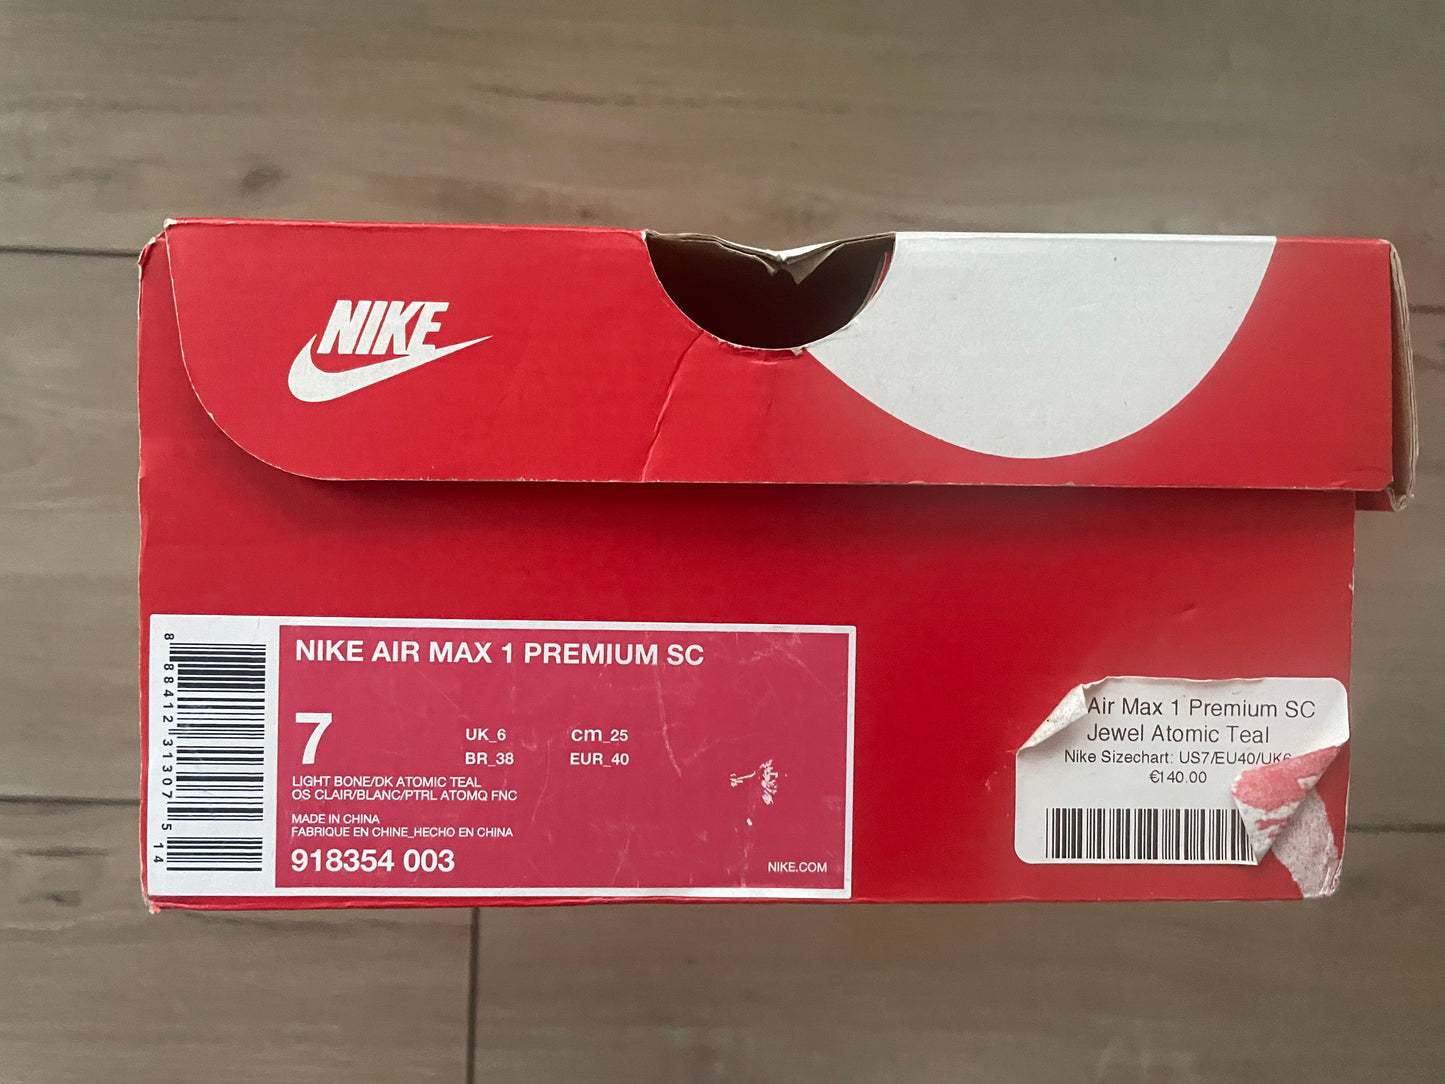 NIKE
NIKE AIR MAX 1 PREMIUM SC
7
UK_6 cm_25
BR_38 EUR_40
LIGHT BONE/DK ATOMIC TEAL
OS CLAIR/BLANC/PTRL ATOMQ FNC
MADE IN CHINA
FABRIQUE EN CHINE_HECHO EN CHINA
918354 003
NIKE.COM
8 88412 31307 5 14
Air Max 1 Premium SC
Jewel Atomic Teal
Nike Sizechart: US7/EU40/UK6
€140.00